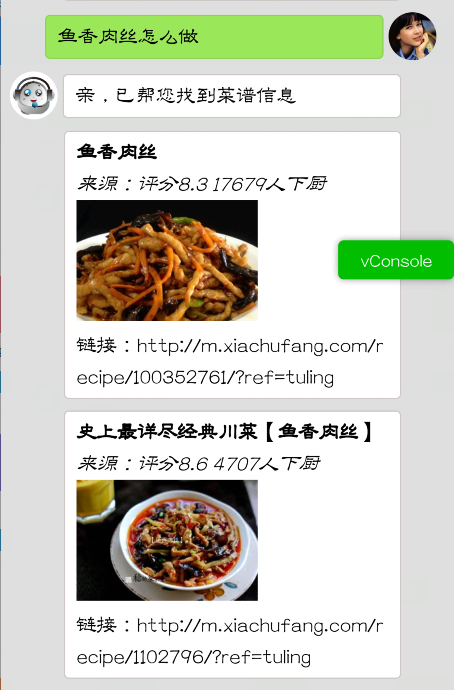 鱼香肉丝怎么做
亲，已帮您找到菜谱信息
鱼香肉丝
来源：评分8.3 17679人下厨
vConsole
链接：http://m.xiachufang.com/r
ecipe/100352761/?ref=tuling
史上最详尽经典川菜【鱼香肉丝】
来源：评分8.6 4707人下厨
链接：http://m.xiachufang.com/r
ecipe/1102796/?ref=tuling